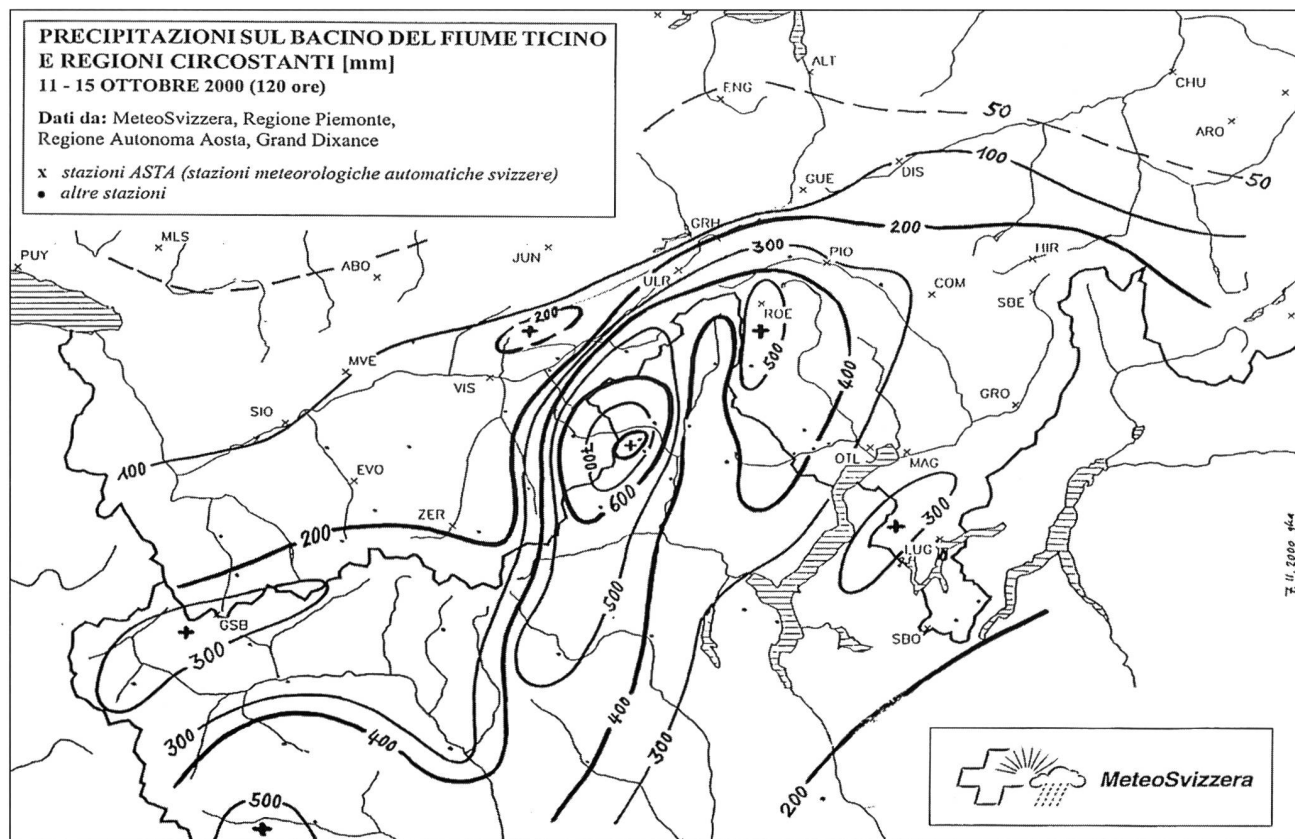 PRECIPITAZIONI SUL BACINO DEL FIUME TICINO
E REGIONI CIRCOSTANTI [mm]
11 - 15 OTTOBRE 2000 (120 ore)
Dati da: MeteoSvizzera, Regione Piemonte,
Regione Autonoma Aosta, Grand Dixance
x stazioni ASTA (stazioni meteorologiche automatiche svizzere)
• altre stazioni
ALT
CHU
ENG
50
ARO
100
DIS
50
GUE
GRH
200
MLS
300
PIO
HIR
PUY
JUN
ABO
ULR
COM
SBE
200
ROE
500
400
MVE
VIS
GRO
SIO
700
OTL
MAG
100
EVO
600
300
ZER
200
LUG
7.11.2000
500
GSB
300
SBO
400
300
300
400
200
500
MeteoSvizzera